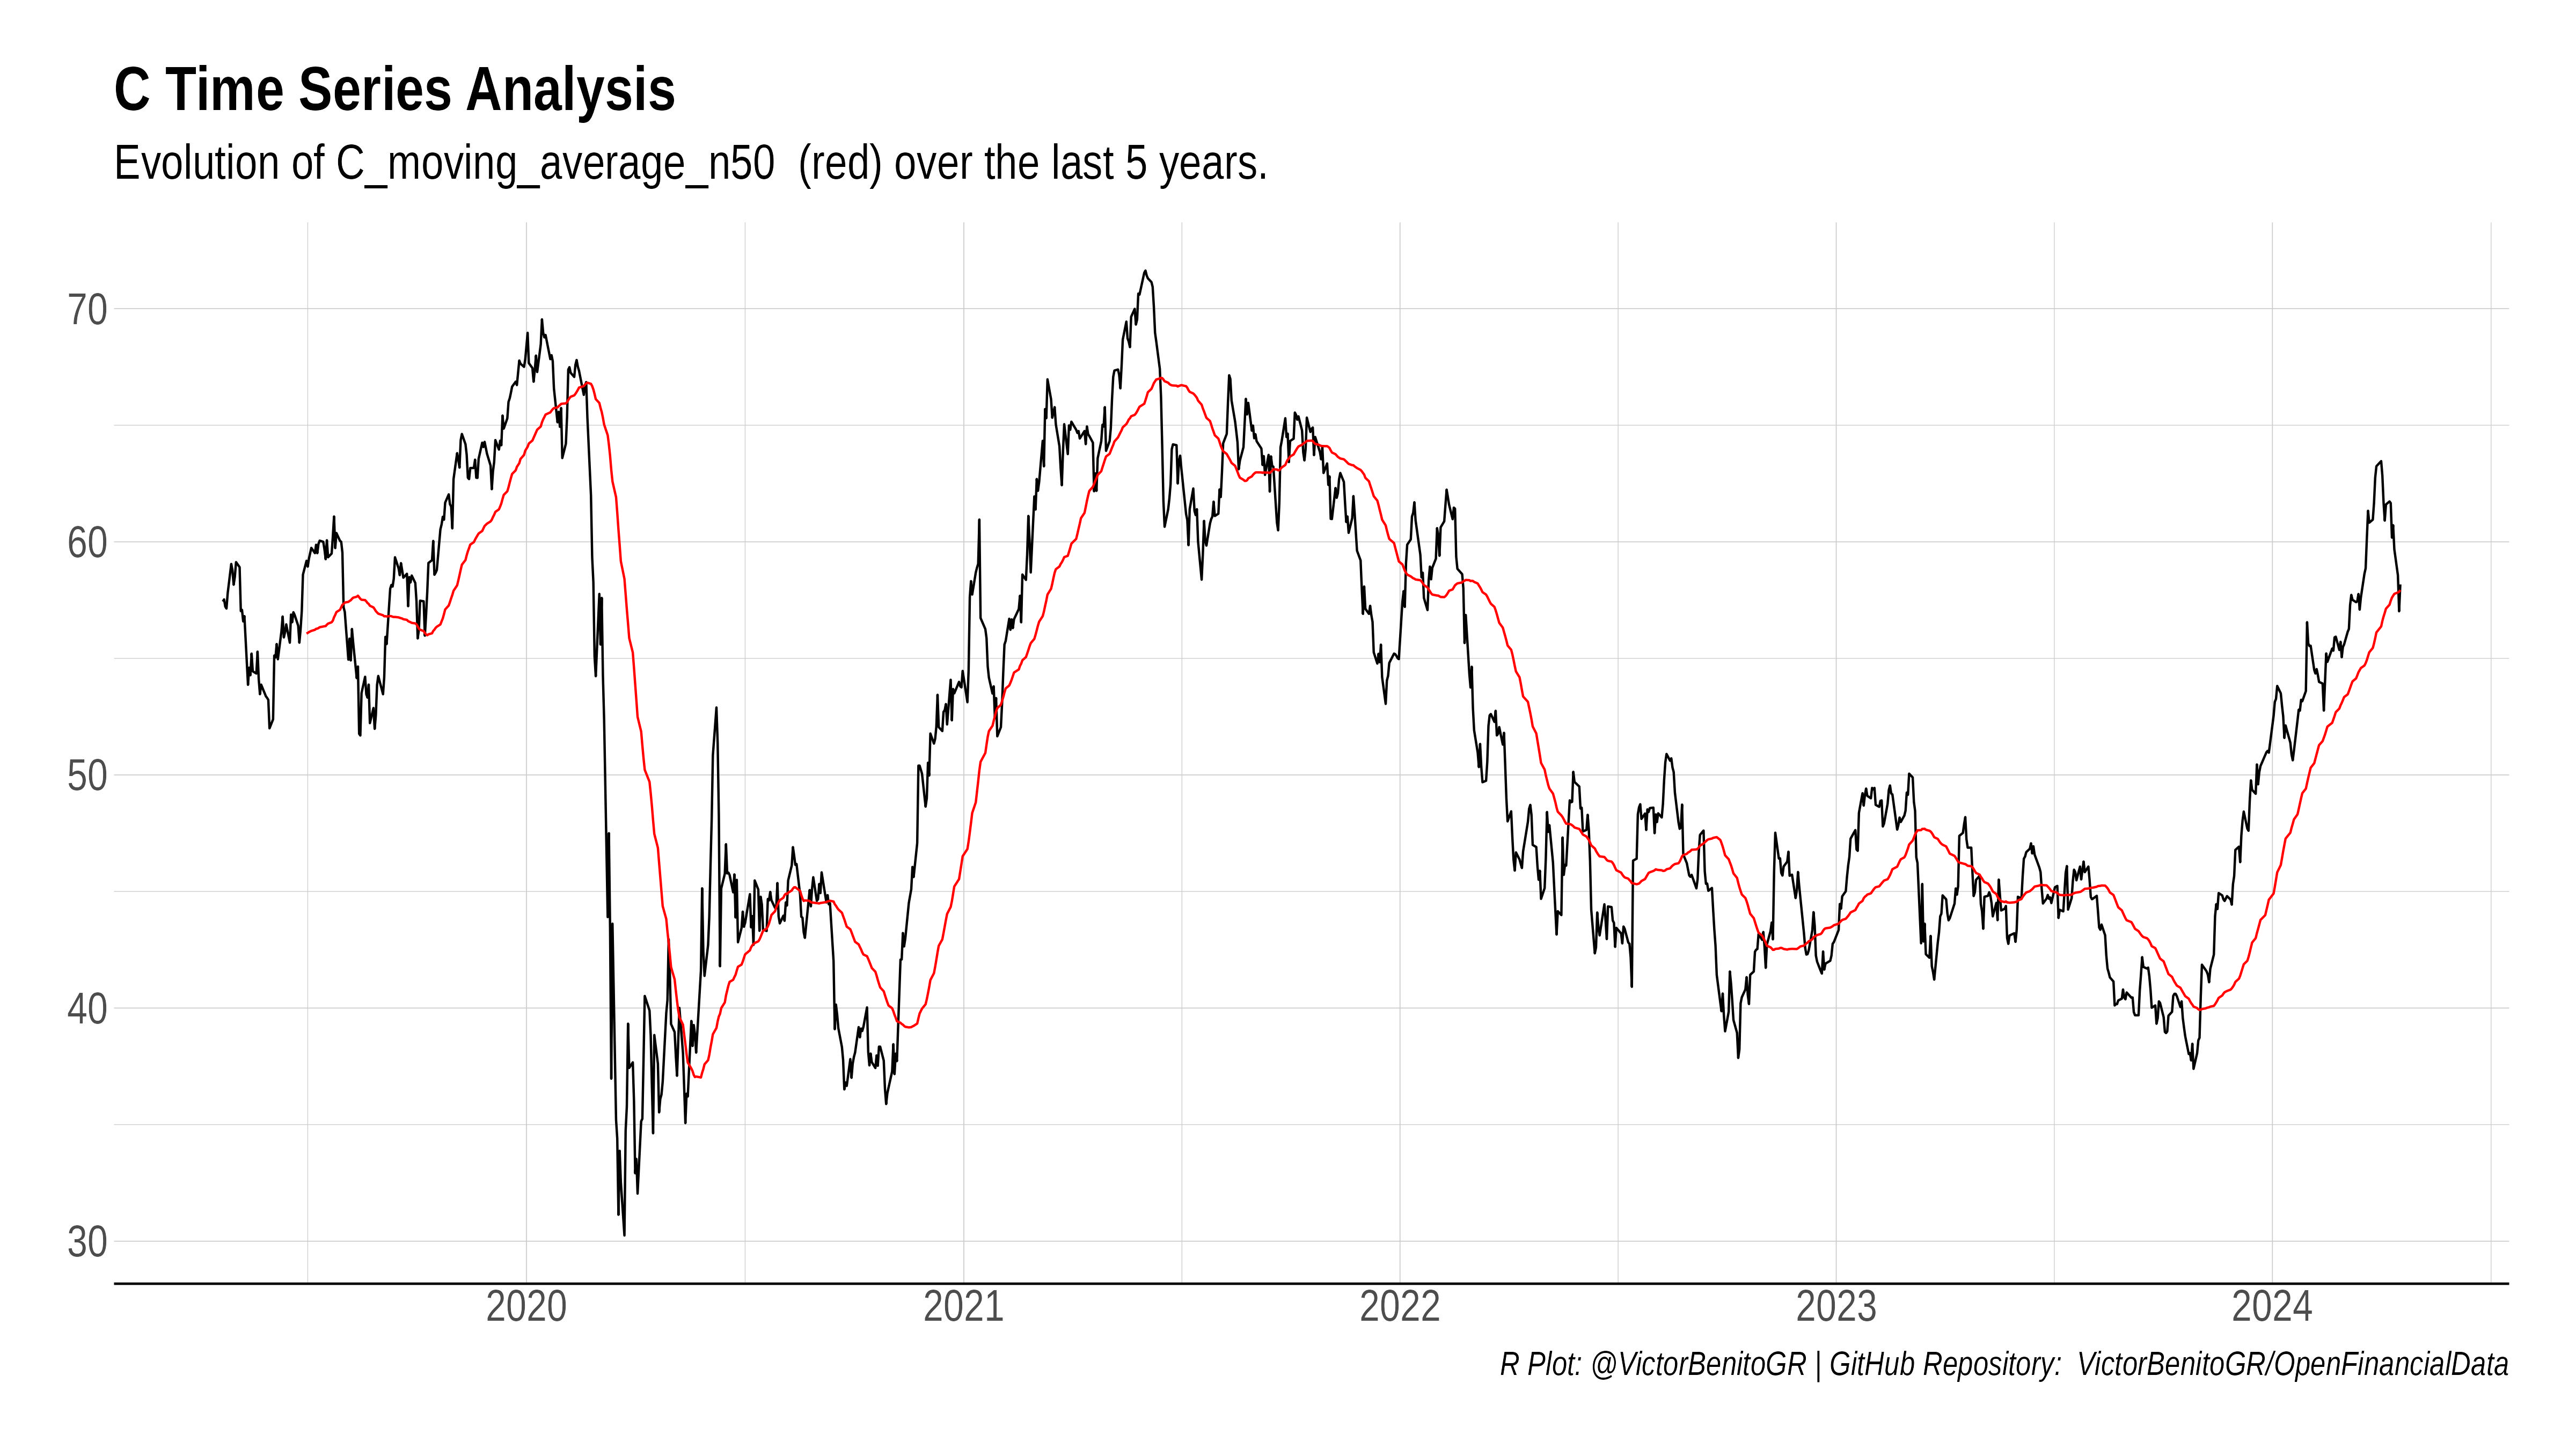 C Time Series Analysis
Evolution of C_moving_average_n50  (red) over the last 5 years.
70
60
50
40
30
2020 2021 2022 2023 2024
R Plot: @VictorBenitoGR | GitHub Repository:  VictorBenitoGR/OpenFinancialData